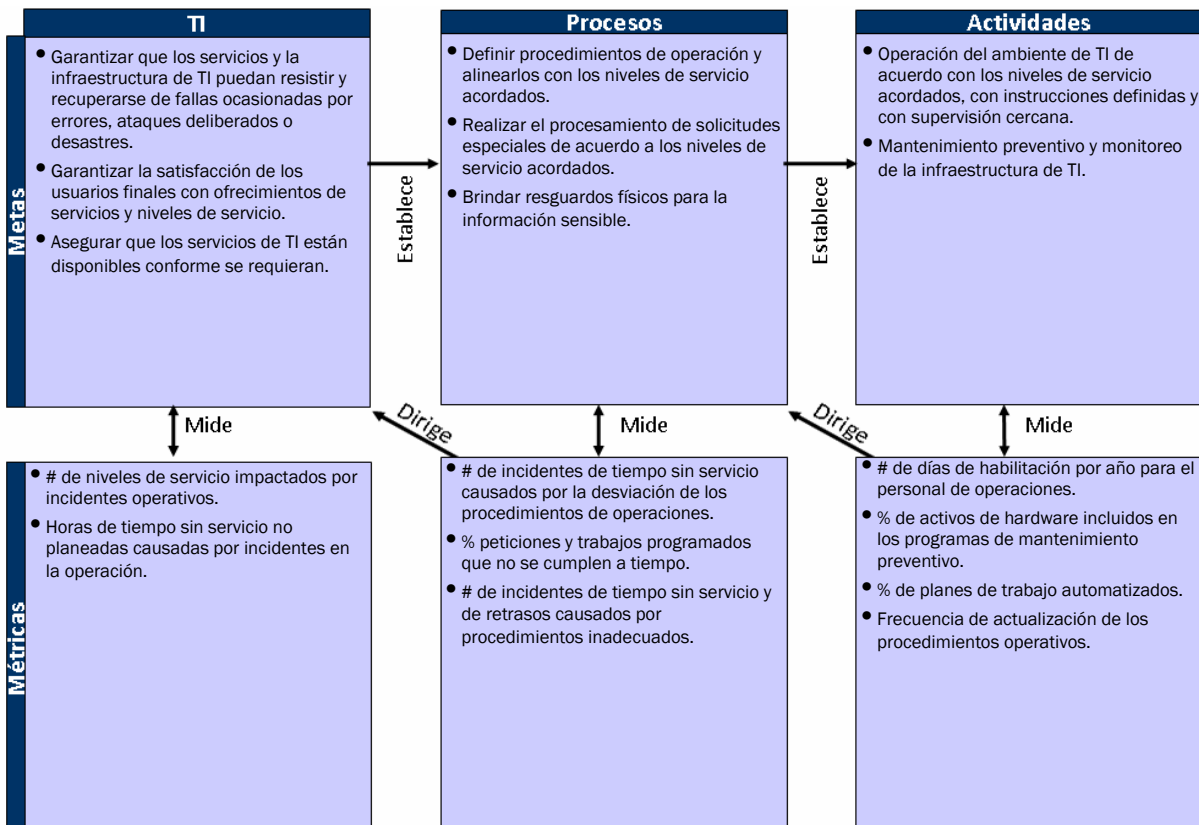 TI
Procesos
Actividades
Metas
• Garantizar que los servicios y la
infraestructura de TI puedan resistir y
recuperarse de fallas ocasionadas por
errores, ataques deliberados o
desastres.
• Garantizar la satisfacción de los
usuarios finales con ofrecimientos de
servicios y niveles de servicio.
• Asegurar que los servicios de TI están
disponibles conforme se requieran.
Establece
• Definir procedimientos de operación y
alinearlos con los niveles de servicio
acordados.
• Realizar el procesamiento de solicitudes
especiales de acuerdo a los niveles de
servicio acordados.
• Brindar resguardos físicos para la
información sensible.
Establece
• Operación del ambiente de TI de
acuerdo con los niveles de servicio
acordados, con instrucciones definidas y
con supervisión cercana.
• Mantenimiento preventivo y monitoreo
de la infraestructura de TI.
Mide
Dirige
Mide
Dirige
Mide
Métricas
• # de niveles de servicio impactados por
incidentes operativos.
• Horas de tiempo sin servicio no
planeadas causadas por incidentes en
la operación.
• # de incidentes de tiempo sin servicio
causados por la desviación de los
procedimientos de operaciones.
• % peticiones y trabajos programados
que no se cumplen a tiempo.
• # de incidentes de tiempo sin servicio y
de retrasos causados por
procedimientos inadecuados.
• # de días de habilitación por año para el
personal de operaciones.
• % de activos de hardware incluidos en
los programas de mantenimiento
preventivo.
• % de planes de trabajo automatizados.
• Frecuencia de actualización de los
procedimientos operativos.